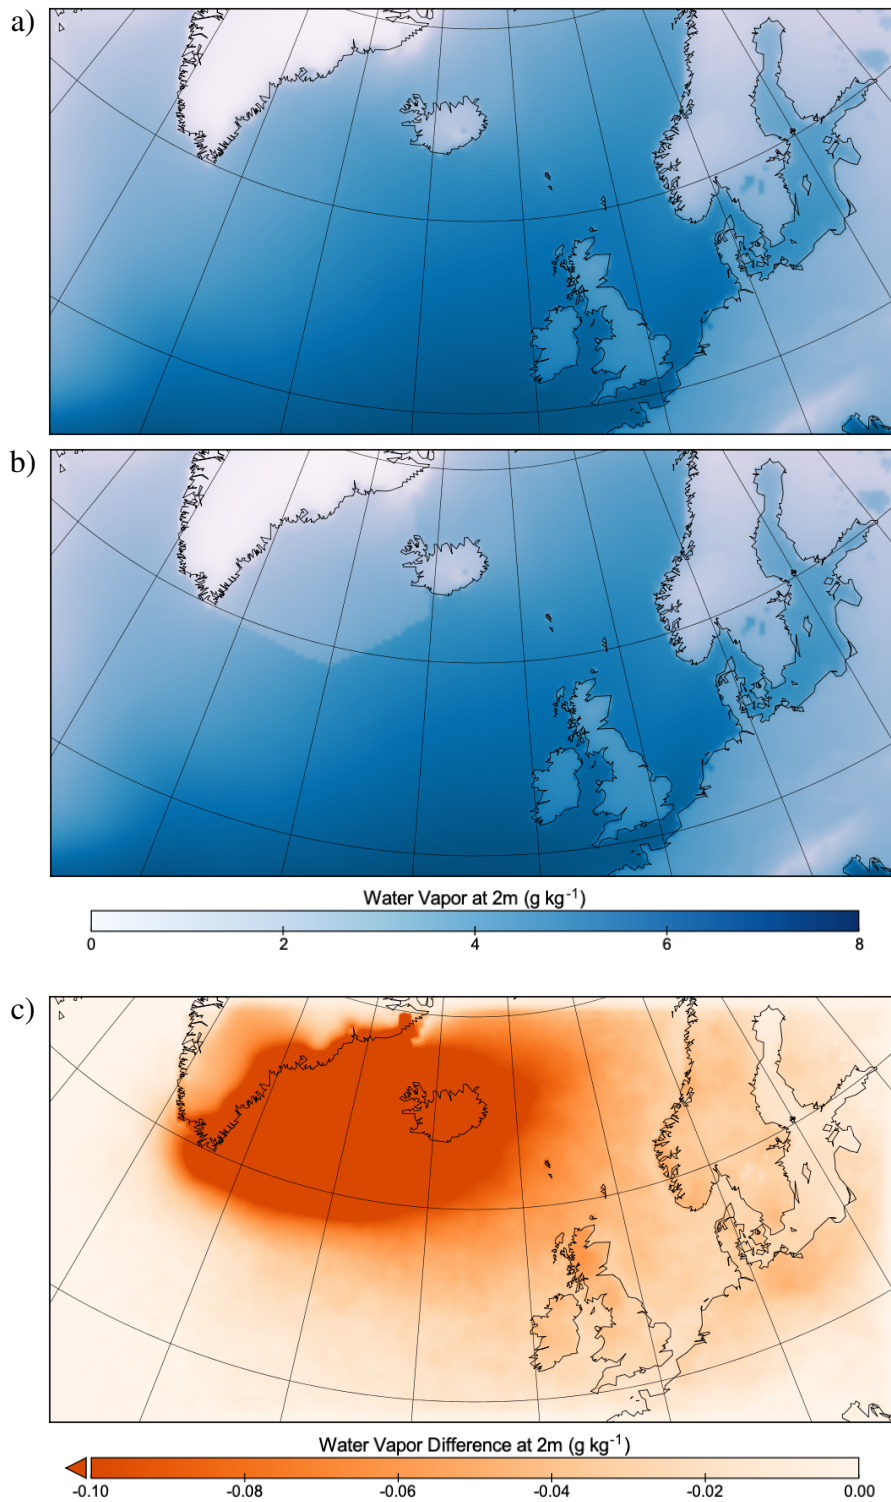 a)
b)
Water Vapor at 2m (g kg⁻¹)
0 2 4 6 8
c)
Water Vapor Difference at 2m (g kg⁻¹)
-0.10 -0.08 -0.06 -0.04 -0.02 0.00